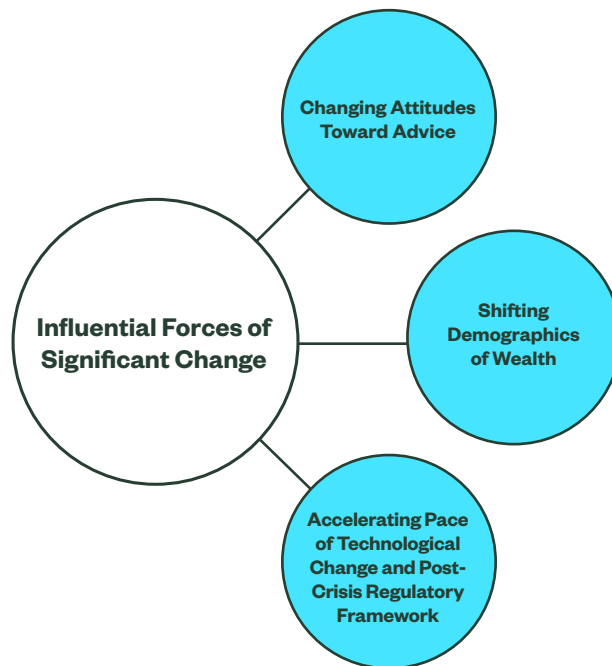 Changing Attitudes
Toward Advice
Influential Forces of
Significant Change
Shifting
Demographics
of Wealth
Accelerating Pace
of Technological
Change and Post-
Crisis Regulatory
Framework